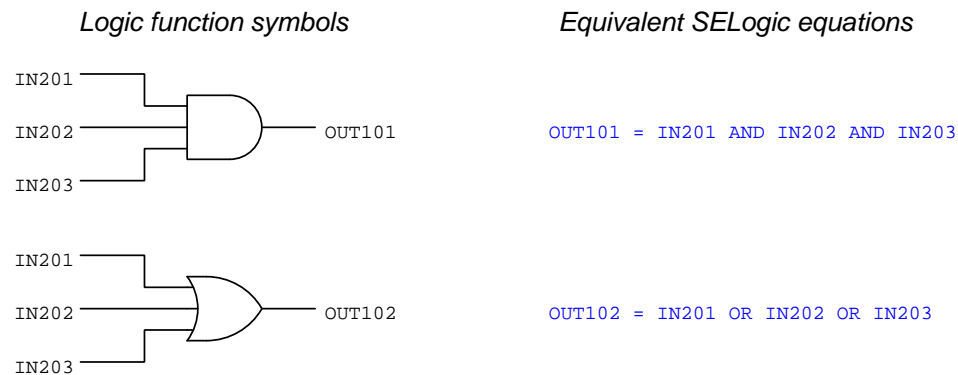 Logic function symbols
Equivalent SELogic equations
IN201
IN202
IN203
OUT101
OUT101 = IN201 AND IN202 AND IN203
IN201
IN202
IN203
OUT102
OUT102 = IN201 OR IN202 OR IN203